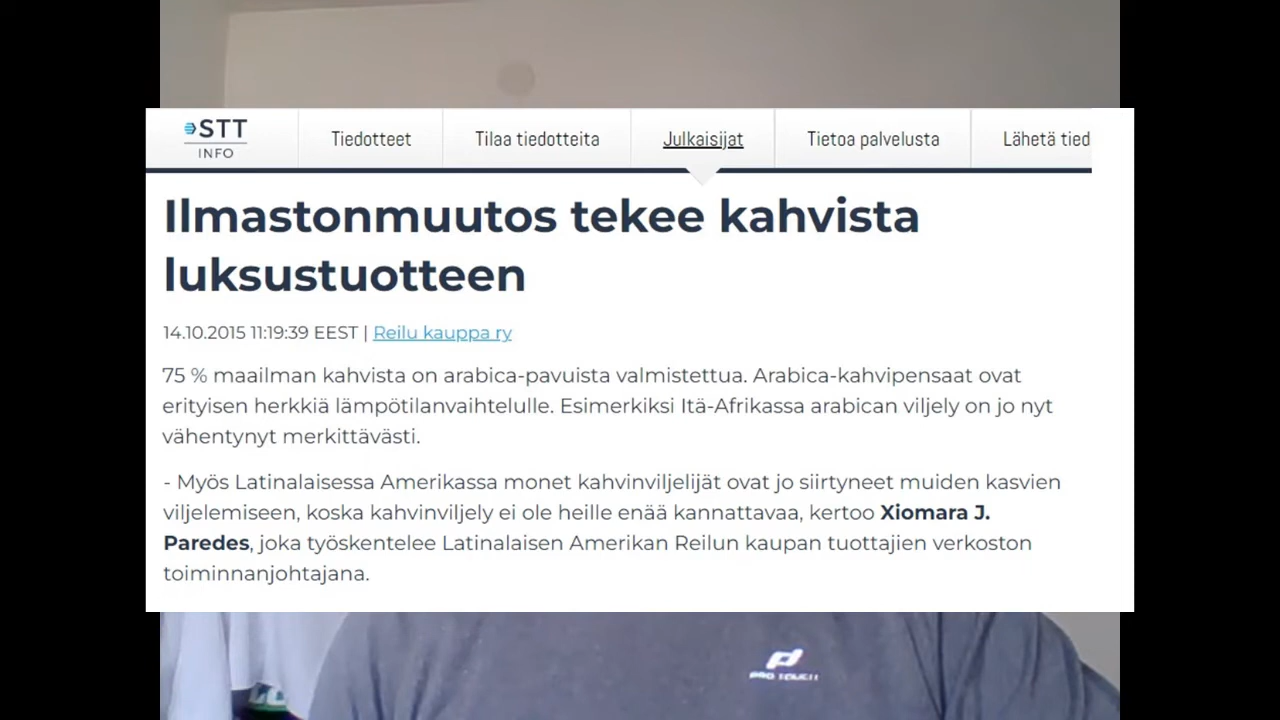 STT
INFO
Tiedotteet
Tilaa tiedotteita
Julkaisijat
Tietoa palvelusta
Lähetä tied
Ilmastonmuutos tekee kahvista
luksustuotteen
14.10.2015 11:19:39 EEST | Reilu kauppa ry
75 % maailman kahvista on arabica-pavuista valmistettua. Arabica-kahvipensaat ovat
erityisen herkkiä lämpötilanvaihtelulle. Esimerkiksi Itä-Afrikassa arabican viljely on jo nyt
vähentynyt merkittävästi.
- Myös Latinalaisessa Amerikassa monet kahvinviljelijät ovat jo siirtyneet muiden kasvien
viljelemiseen, koska kahvinviljely ei ole heille enää kannattavaa, kertoo Xiomara J.
Paredes, joka työskentelee Latinalaisen Amerikan Reilun kaupan tuottajien verkoston
toiminnanjohtajana.
PRO TOUCH